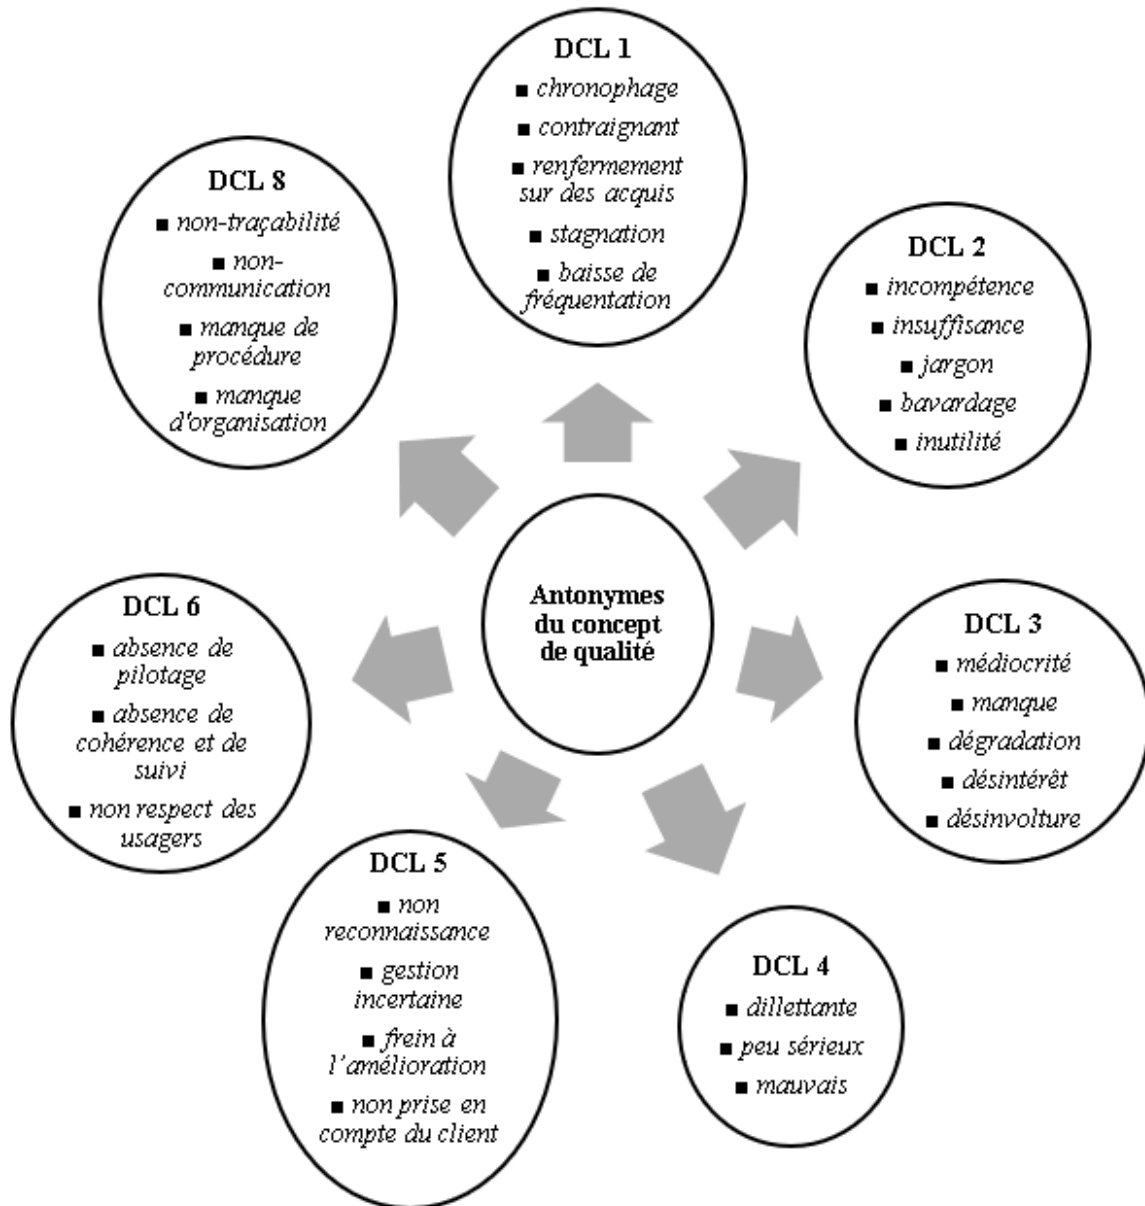 DCL 1
■ chronophage
■ contraignant
■ renfermement
sur des acquis
■ stagnation
■ baisse de
fréquentation
DCL 2
■ incompétence
■ insuffisance
■ jargon
■ bavardage
■ inutilité
DCL 3
■ médiocrité
■ manque
■ dégradation
■ désintérêt
■ désinvolture
DCL 4
■ dillettante
■ peu sérieux
■ mauvais
DCL 5
■ non
reconnaissance
■ gestion
incertaine
■ frein à
l’amélioration
■ non prise en
compte du client
DCL 6
■ absence de
pilotage
■ absence de
cohérence et de
suivi
■ non respect des
usagers
DCL 8
■ non-traçabilité
■ non-
communication
■ manque de
procédure
■ manque
d'organisation
Antonymes
du concept
de qualité